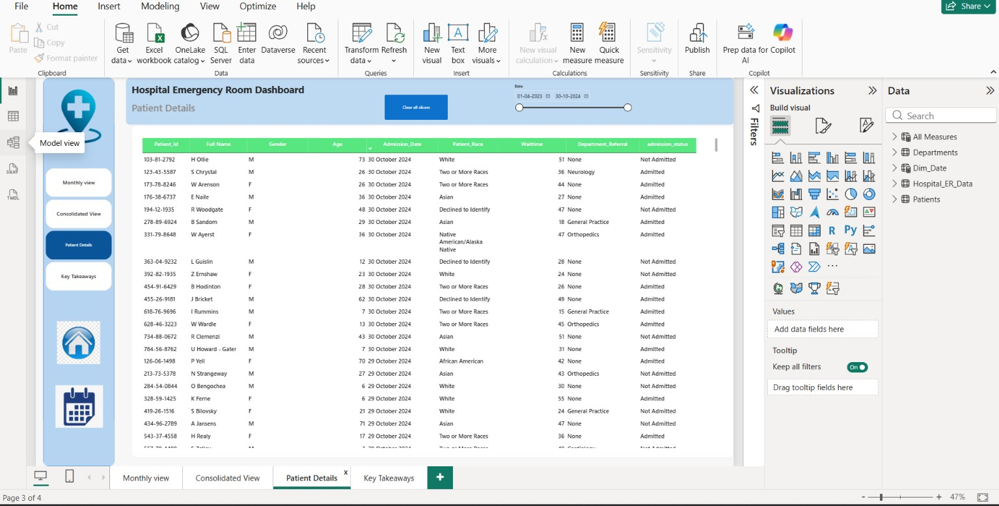 File Home Insert Modeling View Optimize Help Share
Paste Cut Copy Format painter Clipboard
Get data Excel workbook OneLake catalog SQL Server Enter data Dataverse Recent sources Data
Transform data Refresh Queries
New visual Text box More visuals Insert
New visual calculation New measure Quick measure Calculations
Sensitivity Sensitivity
Publish Share
Prep data for AI Copilot Copilot
Model view
DAX
TMDL
Monthly view
Consolidated View
Patient Details
Key Takeaways
Hospital Emergency Room Dashboard
Patient Details
Clear all slicers
Date
01-04-2023 30-10-2024
Patient_Id Full Name Gender Age Admission_Date Patient_Race Waittime Department_Referral admission_status
103-81-2792 H Ollie M 73 30 October 2024 White 51 None Not Admitted
123-43-5587 S Chrystal M 26 30 October 2024 Two or More Races 36 Neurology Admitted
173-78-8246 W Arenson F 26 30 October 2024 Two or More Races 44 None Admitted
176-38-6737 E Naile M 36 30 October 2024 Asian 27 None Admitted
194-12-1935 R Woodgate F 48 30 October 2024 Declined to Identify 47 None Not Admitted
278-89-6924 B Sandom M 29 30 October 2024 Asian 18 General Practice Admitted
331-79-8648 W Ayerst F 36 30 October 2024 Native American/Alaska Native 47 Orthopedics Admitted
363-04-9232 L Guislin M 12 30 October 2024 Declined to Identify 28 None Not Admitted
392-82-1935 Z Ernshaw F 23 30 October 2024 White 24 None Not Admitted
454-91-6429 B Hodinton F 28 30 October 2024 Two or More Races 26 None Admitted
455-26-9181 J Bricket M 62 30 October 2024 Declined to Identify 49 None Not Admitted
618-76-9696 I Rummins M 7 30 October 2024 Two or More Races 15 General Practice Admitted
628-46-3223 W Wardle F 13 30 October 2024 Two or More Races 45 Orthopedics Admitted
734-88-0672 R Clemenzi M 43 30 October 2024 Asian 51 None Not Admitted
784-56-8762 U Howard - Gater M 7 30 October 2024 White 31 None Admitted
126-06-1498 P Yell F 70 29 October 2024 African American 42 None Admitted
213-73-5378 N Strangeway M 27 29 October 2024 Asian 43 Orthopedics Not Admitted
284-54-0844 O Bengochea M 6 29 October 2024 White 30 None Not Admitted
328-59-1425 K Ferne F 6 29 October 2024 White 55 None Admitted
419-26-1516 S Bilovsky F 21 29 October 2024 White 24 General Practice Not Admitted
434-96-2789 A Jansens M 71 29 October 2024 Asian 47 None Not Admitted
543-37-4558 H Realy F 17 29 October 2024 Two or More Races 36 None Admitted
Filters
Visualizations
Build visual
R Py
123
Values
Add data fields here
Tooltip
Keep all filters On
Drag tooltip fields here
Data
Search
All Measures
Departments
Dim_Date
Hospital_ER_Data
Patients
Monthly view Consolidated View Patient Details x Key Takeaways +
Page 3 of 4 - + 47%